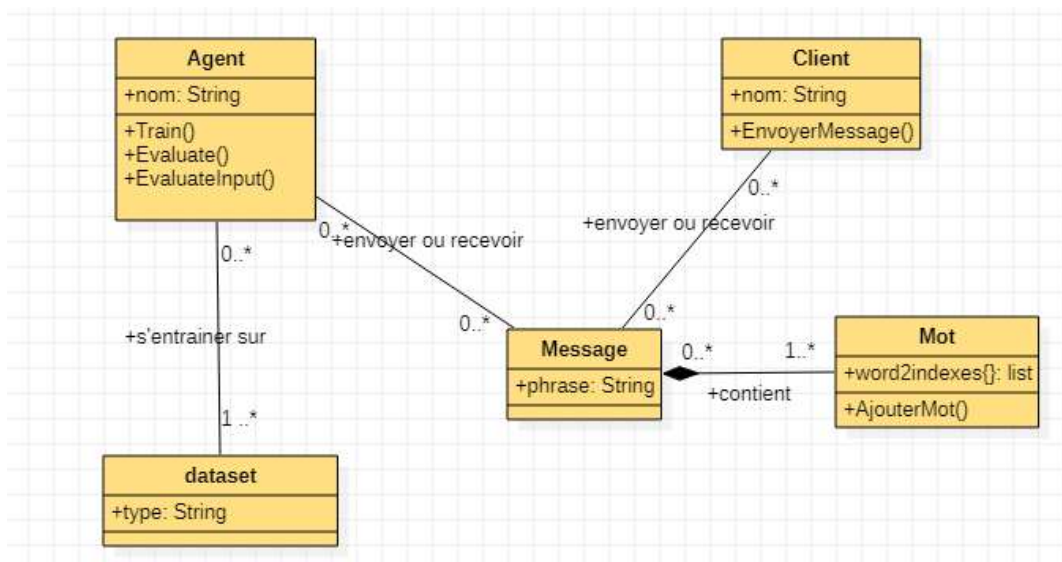 Agent
+nom: String
+Train()
+Evaluate()
+EvaluateInput()
Client
+nom: String
+EnvoyerMessage()
0..*
0..*
+envoyer ou recevoir
0..*
0..*
+envoyer ou recevoir
0..*
+s'entrainer sur
1 ..*
0..*
Message
+phrase: String
0..*
1..*
+contient
Mot
+word2indexes{}: list
+AjouterMot()
dataset
+type: String